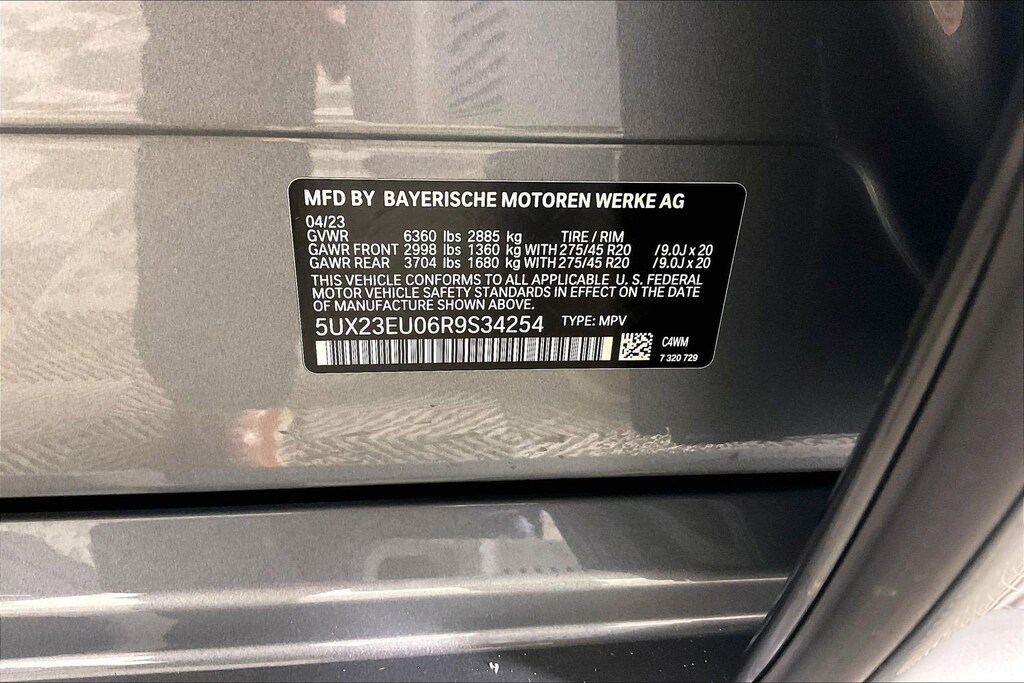 MFD BY BAYERISCHE MOTOREN WERKE AG
04/23
GVWR 6360 lbs 2885 kg TIRE / RIM
GAWR FRONT 2998 lbs 1360 kg WITH 275/45 R20 /9.0J x 20
GAWR REAR 3704 lbs 1680 kg WITH 275/45 R20 /9.0J x 20
THIS VEHICLE CONFORMS TO ALL APPLICABLE U. S. FEDERAL
MOTOR VEHICLE SAFETY STANDARDS IN EFFECT ON THE DATE
OF MANUFACTURE SHOWN ABOVE.
5UX23EU06R9S34254 TYPE: MPV
C4WM
7 320 729